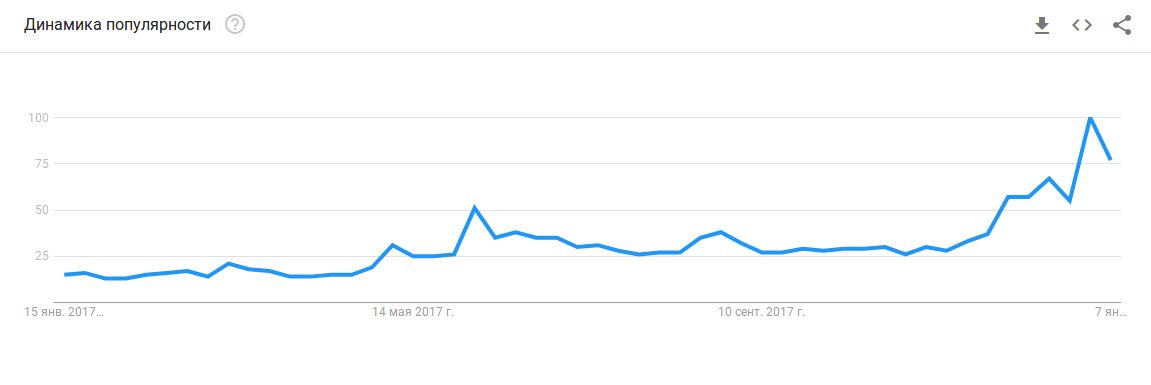 Динамика популярности
100
75
50
25
15 янв. 2017…
14 мая 2017 г.
10 сент. 2017 г.
7 ян…